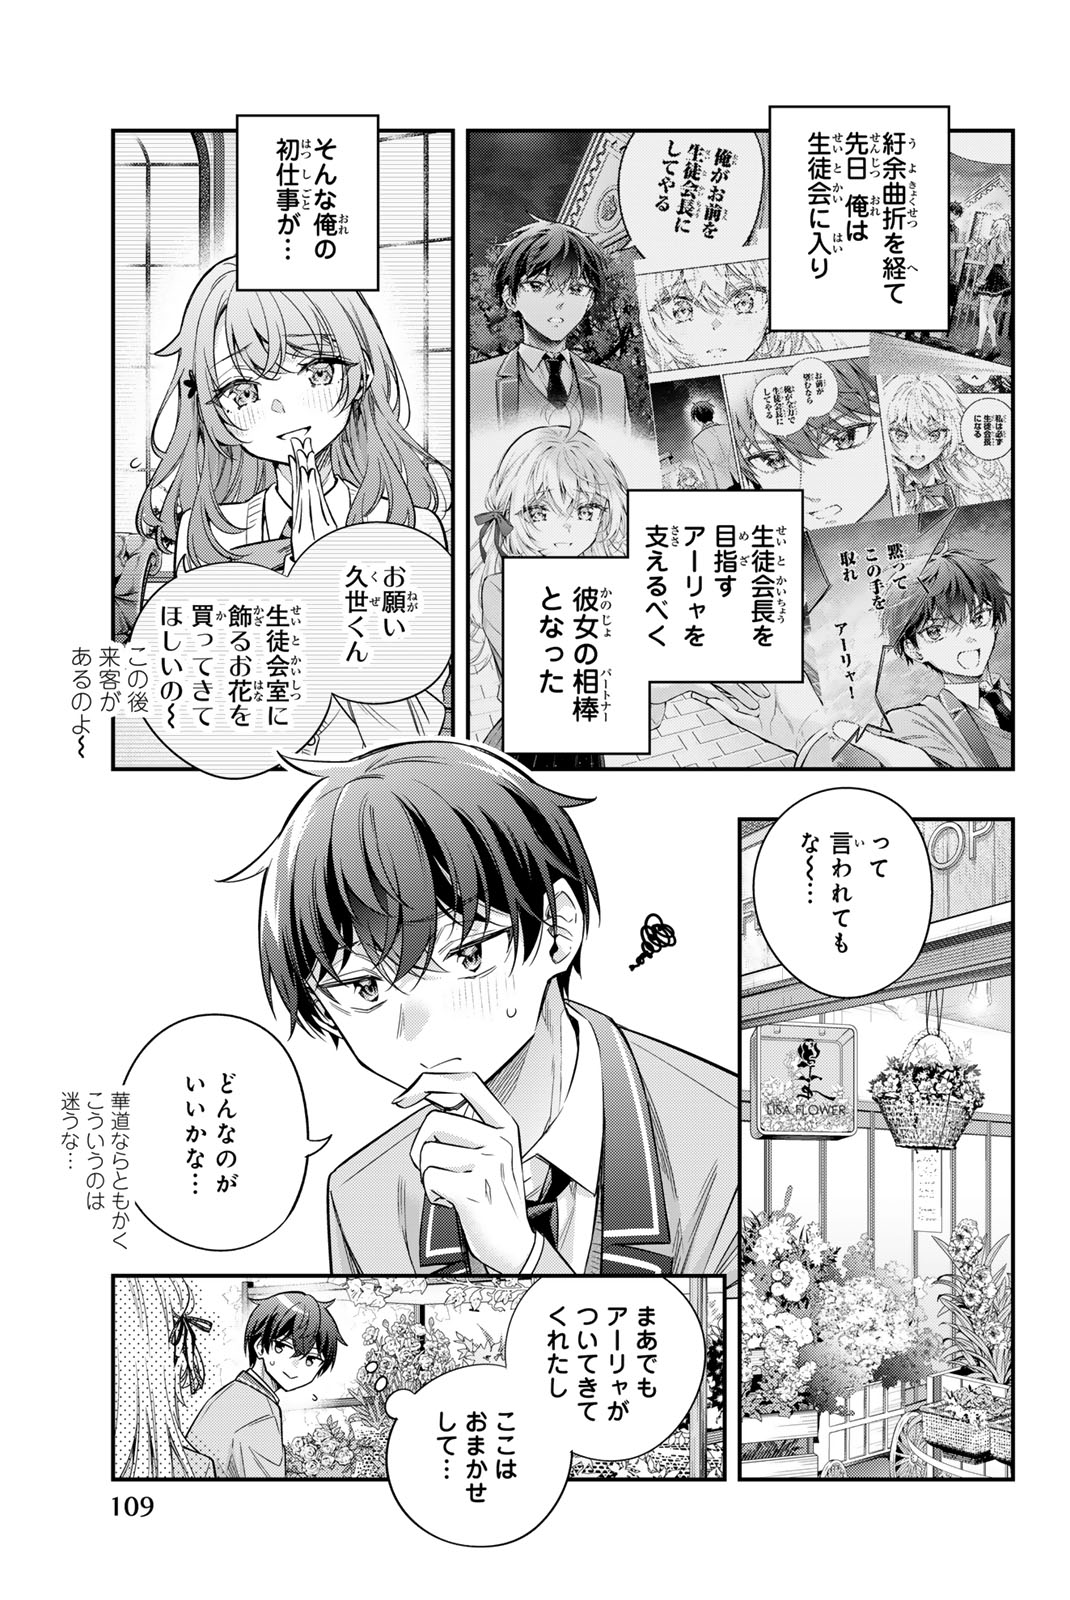 紆余曲折を経て
先日 俺は
生徒会に入り
俺がお前を
生徒会長に
してやる
お前が
望むなら
俺が全力で
生徒会長に
してやる
私は必ず
生徒会長
になる
黙って
この手を
取れ
アーリャ！
生徒会長を
目指す
アーリャを
支えるべく
彼女の相棒
となった
そんな俺の
初仕事が…
お願い
久世くん
生徒会室に
飾るお花を
買ってきて
ほしいの〜
この後
来客が
あるのよ〜
って
言われても
な〜…
OP
LISA FLOWER
どんなのが
いいかな…
華道ならともかく
こういうのは
迷うな…
まあでも
アーリャが
ついてきて
くれたし
ここは
おまかせ
して…
109